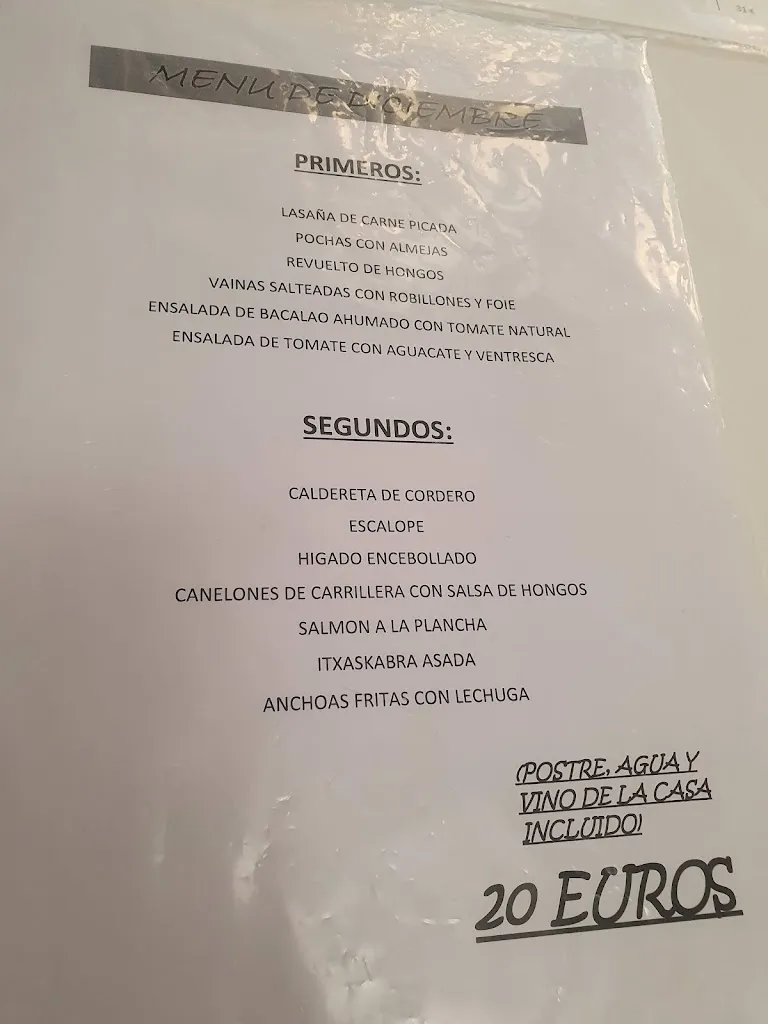 MENU DE DICIEMBRE
PRIMEROS:
LASAÑA DE CARNE PICADA
POCHAS CON ALMEJAS
REVUELTO DE HONGOS
VAINAS SALTEADAS CON ROBILLONES Y FOIE
ENSALADA DE BACALAO AHUMADO CON TOMATE NATURAL
ENSALADA DE TOMATE CON AGUACATE Y VENTRESCA
SEGUNDOS:
CALDERETA DE CORDERO
ESCALOPE
HIGADO ENCEBOLLADO
CANELONES DE CARRILLERA CON SALSA DE HONGOS
SALMON A LA PLANCHA
ITXASKABRA ASADA
ANCHOAS FRITAS CON LECHUGA
(POSTRE, AGUA Y
VINO DE LA CASA
INCLUIDO)
20 EUROS